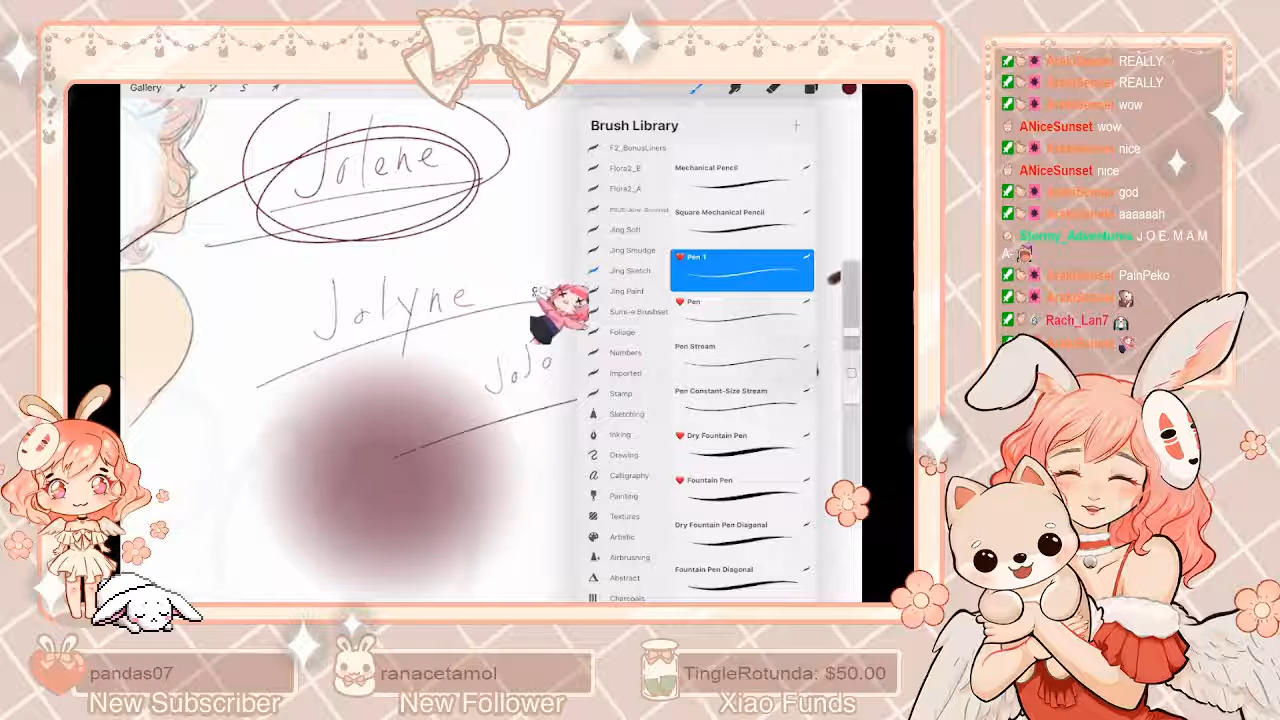 Gallery
Jolene
Jolyne
JoJo
Brush Library
F2_BonusLiners
Flora2_B
Flora2_A
Jing Soft
Jing Smudge
Jing Sketch
Jing Paint
Sumi-e Brushset
Foliage
Numbers
Imported
Stamp
Sketching
Inking
Drawing
Calligraphy
Painting
Textures
Artistic
Airbrushing
Abstract
Charcoals
Mechanical Pencil
Square Mechanical Pencil
Pen 1
Pen
Pen Stream
Pen Constant-Size Stream
Dry Fountain Pen
Fountain Pen
Dry Fountain Pen Diagonal
Fountain Pen Diagonal
REALLY
REALLY
wow
ANiceSunset wow
nice
ANiceSunset nice
god
aaaaaah
Stormy_Adventures J O E. M A M
A-
PainPeko
Rach_Lan7
pandas07
New Subscriber
ranacetamol
New Follower
TingleRotunda: $50.00
Xiao Funds